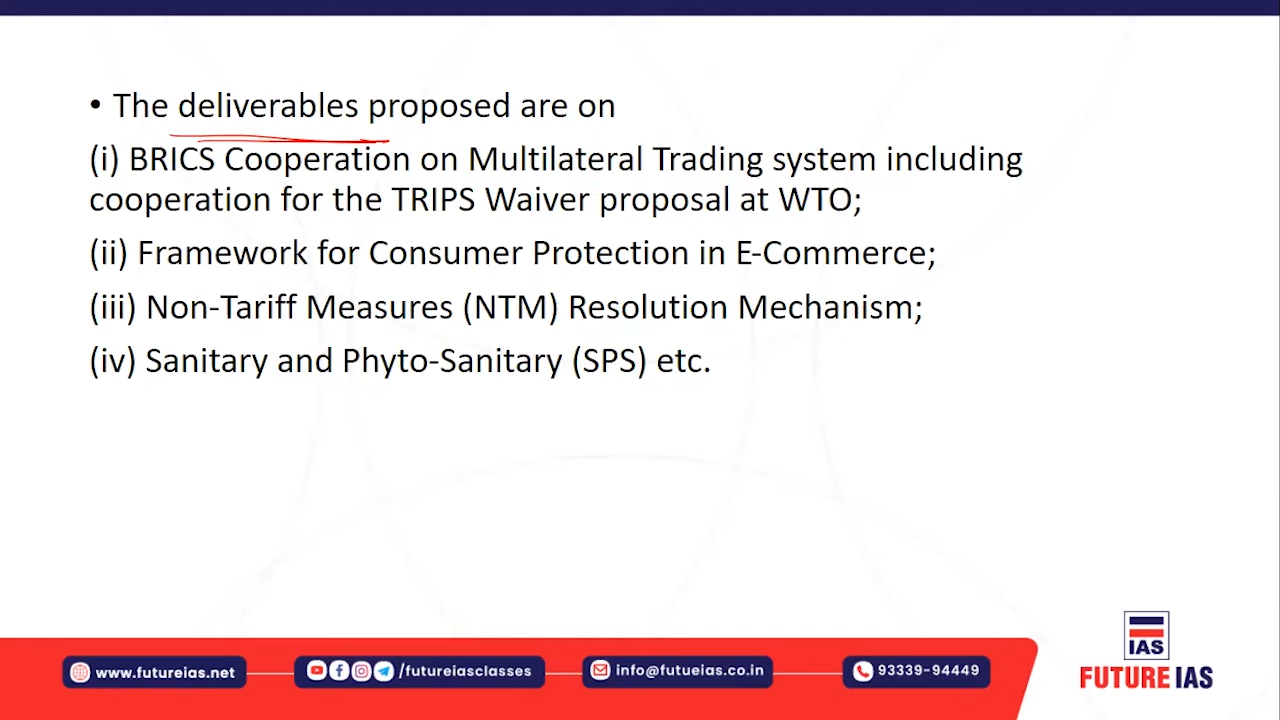 • The deliverables proposed are on
(i) BRICS Cooperation on Multilateral Trading system including
cooperation for the TRIPS Waiver proposal at WTO;
(ii) Framework for Consumer Protection in E-Commerce;
(iii) Non-Tariff Measures (NTM) Resolution Mechanism;
(iv) Sanitary and Phyto-Sanitary (SPS) etc.
www.futureias.net
/futureiasclasses
info@futueias.co.in
93339-94449
IAS
FUTURE IAS